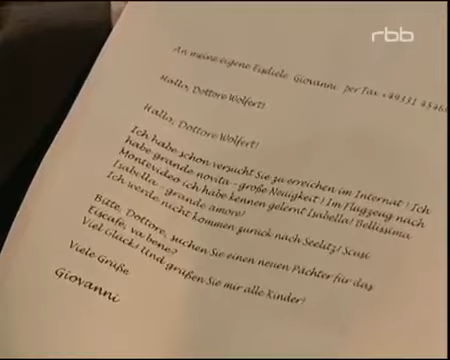 rbb
An meine eigene Eisdiele Giovanni per Fax +49331 45468
Hallo, Dottore Wolfert!
Hallo, Dottore Wolfert!
Ich habe schon versucht Sie zu erreichen im Internat! Ich
habe grande novita - große Neuigkeit! Im Flugzeug nach
Montevideo ich habe kennen gelernt Isabella! Bellissima
Isabella - grande amore!
Ich werde nicht kommen zurück nach Seelitz! Scusi
Bitte, Dottore, suchen Sie einen neuen Pächter für das
Eiscafe, va bene?
Viel Glück! Und grüßen Sie mir alle Kinder!
Viele Grüße
Giovanni